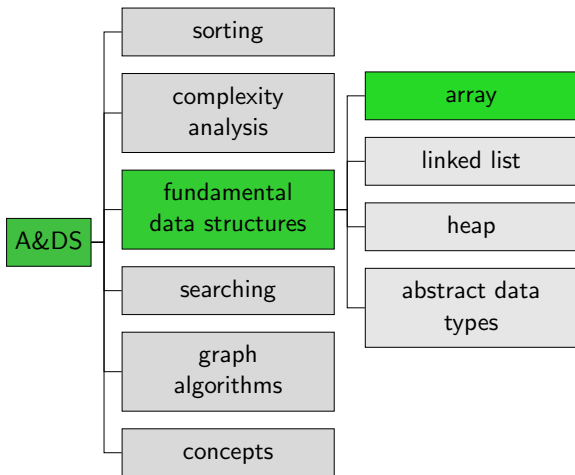 A&DS
sorting
complexity
analysis
fundamental
data structures
searching
graph
algorithms
concepts
array
linked list
heap
abstract data
types